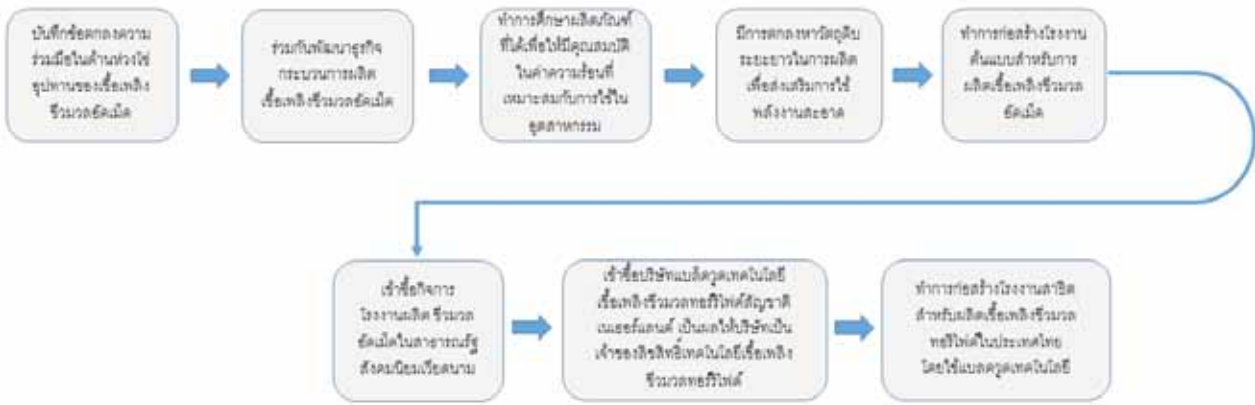 บันทึกข้อตกลงความ
ร่วมมือในด้านห่วงโซ่
อุปทานของเชื้อเพลิง
ชีวมวลอัดเม็ด
ร่วมกันพัฒนาธุรกิจ
กระบวนการผลิต
เชื้อเพลิงชีวมวลอัดเม็ด
ทำการศึกษาผลิตภัณฑ์
ที่ได้เพื่อให้มีคุณสมบัติ
ในค่าความร้อนที่
เหมาะสมกับการใช้ใน
อุตสาหกรรม
มีการตกลงหาวัตถุดิบ
ระยะยาวในการผลิต
เพื่อส่งเสริมการใช้
พลังงานสะอาด
ทำการก่อสร้างโรงงาน
ต้นแบบสำหรับการ
ผลิตเชื้อเพลิงชีวมวล
อัดเม็ด
เข้าซื้อกิจการ
โรงงานผลิต ชีวมวล
อัดเม็ดในสาธารณรัฐ
สังคมนิยมเวียดนาม
เข้าซื้อบริษัทแบล็ควูดเทคโนโลยี
เชื้อเพลิงชีวมวลทอร์ริไฟด์สัญชาติ
เนเธอร์แลนด์ เป็นผลให้บริษัทเป็น
เจ้าของลิขสิทธิ์เทคโนโลยีเชื้อเพลิง
ชีวมวลทอร์ริไฟด์
ทำการก่อสร้างโรงงานสาธิต
สำหรับผลิตเชื้อเพลิงชีวมวล
ทอริไฟด์ในประเทศไทย
โดยใช้แบลควูดเทคโนโลยี